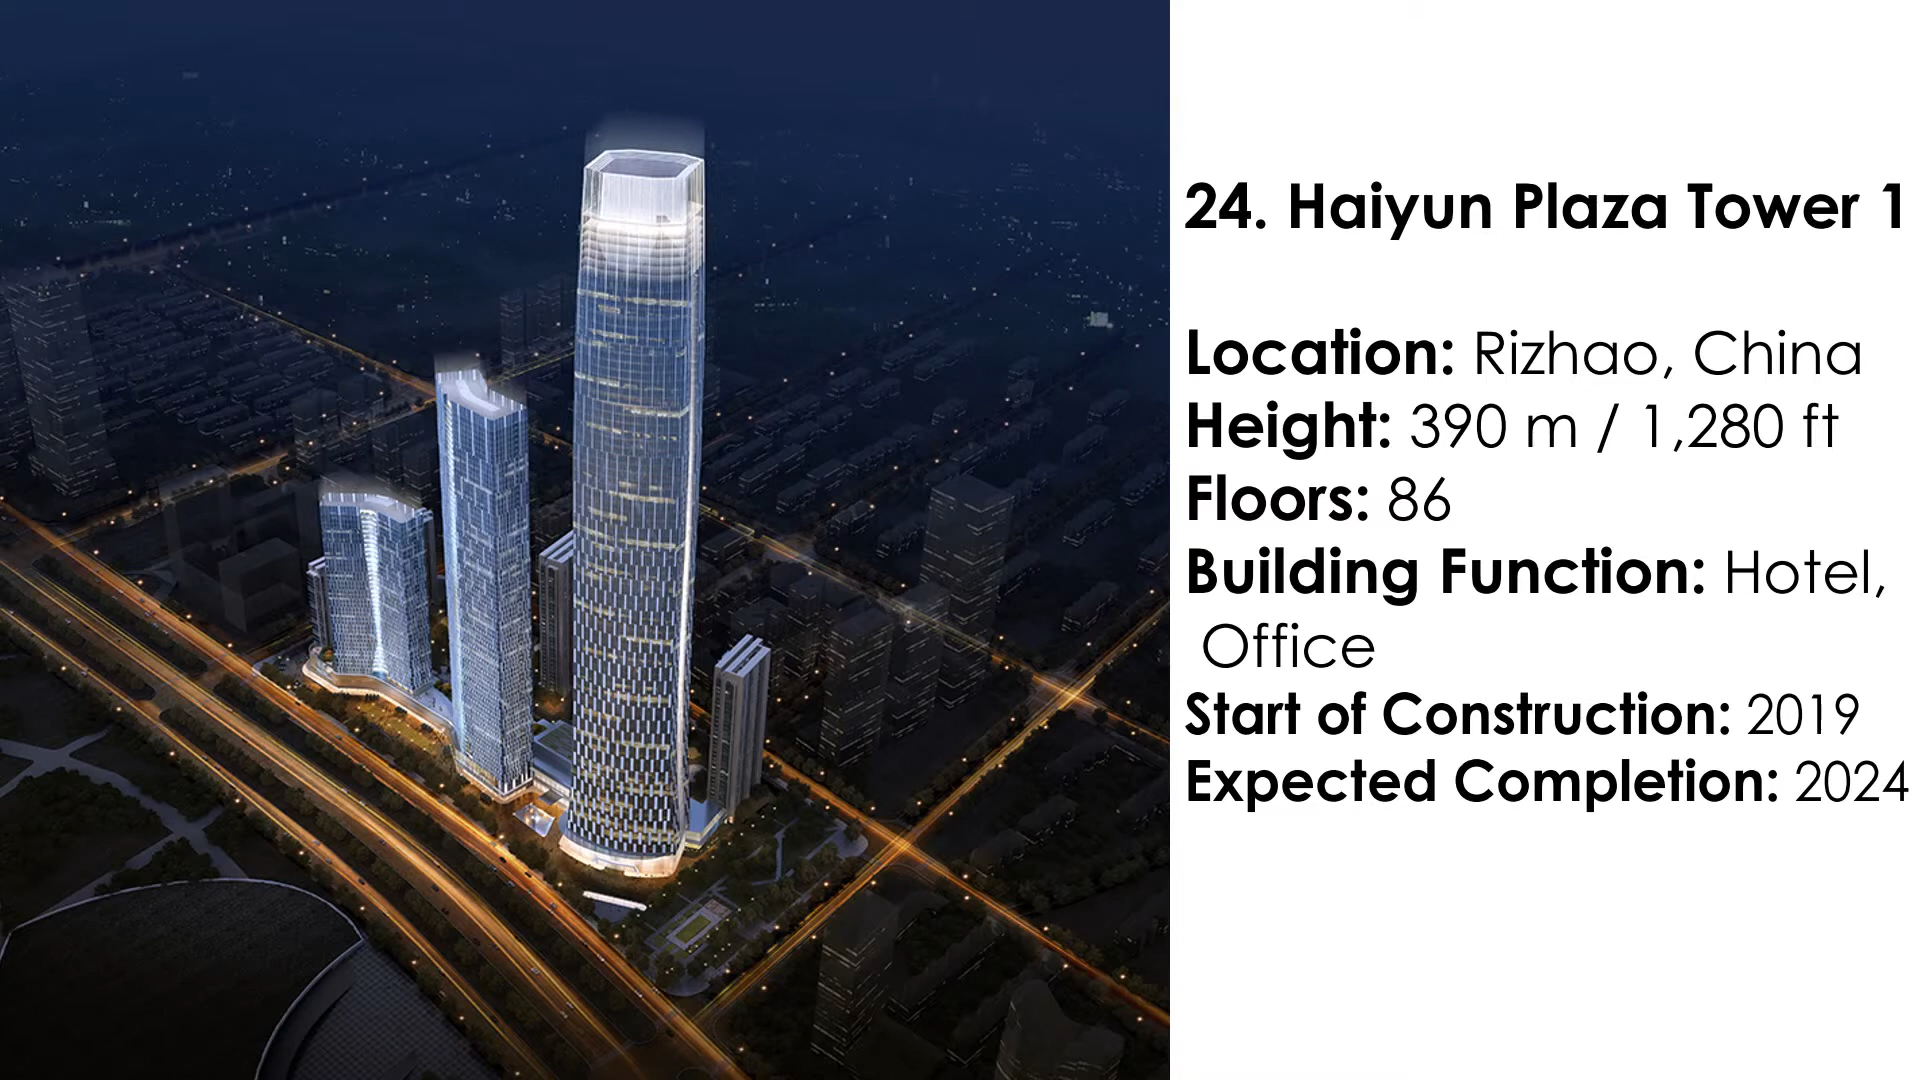 24. Haiyun Plaza Tower 1
Location: Rizhao, China
Height: 390 m / 1,280 ft
Floors: 86
Building Function: Hotel,
Office
Start of Construction: 2019
Expected Completion: 2024